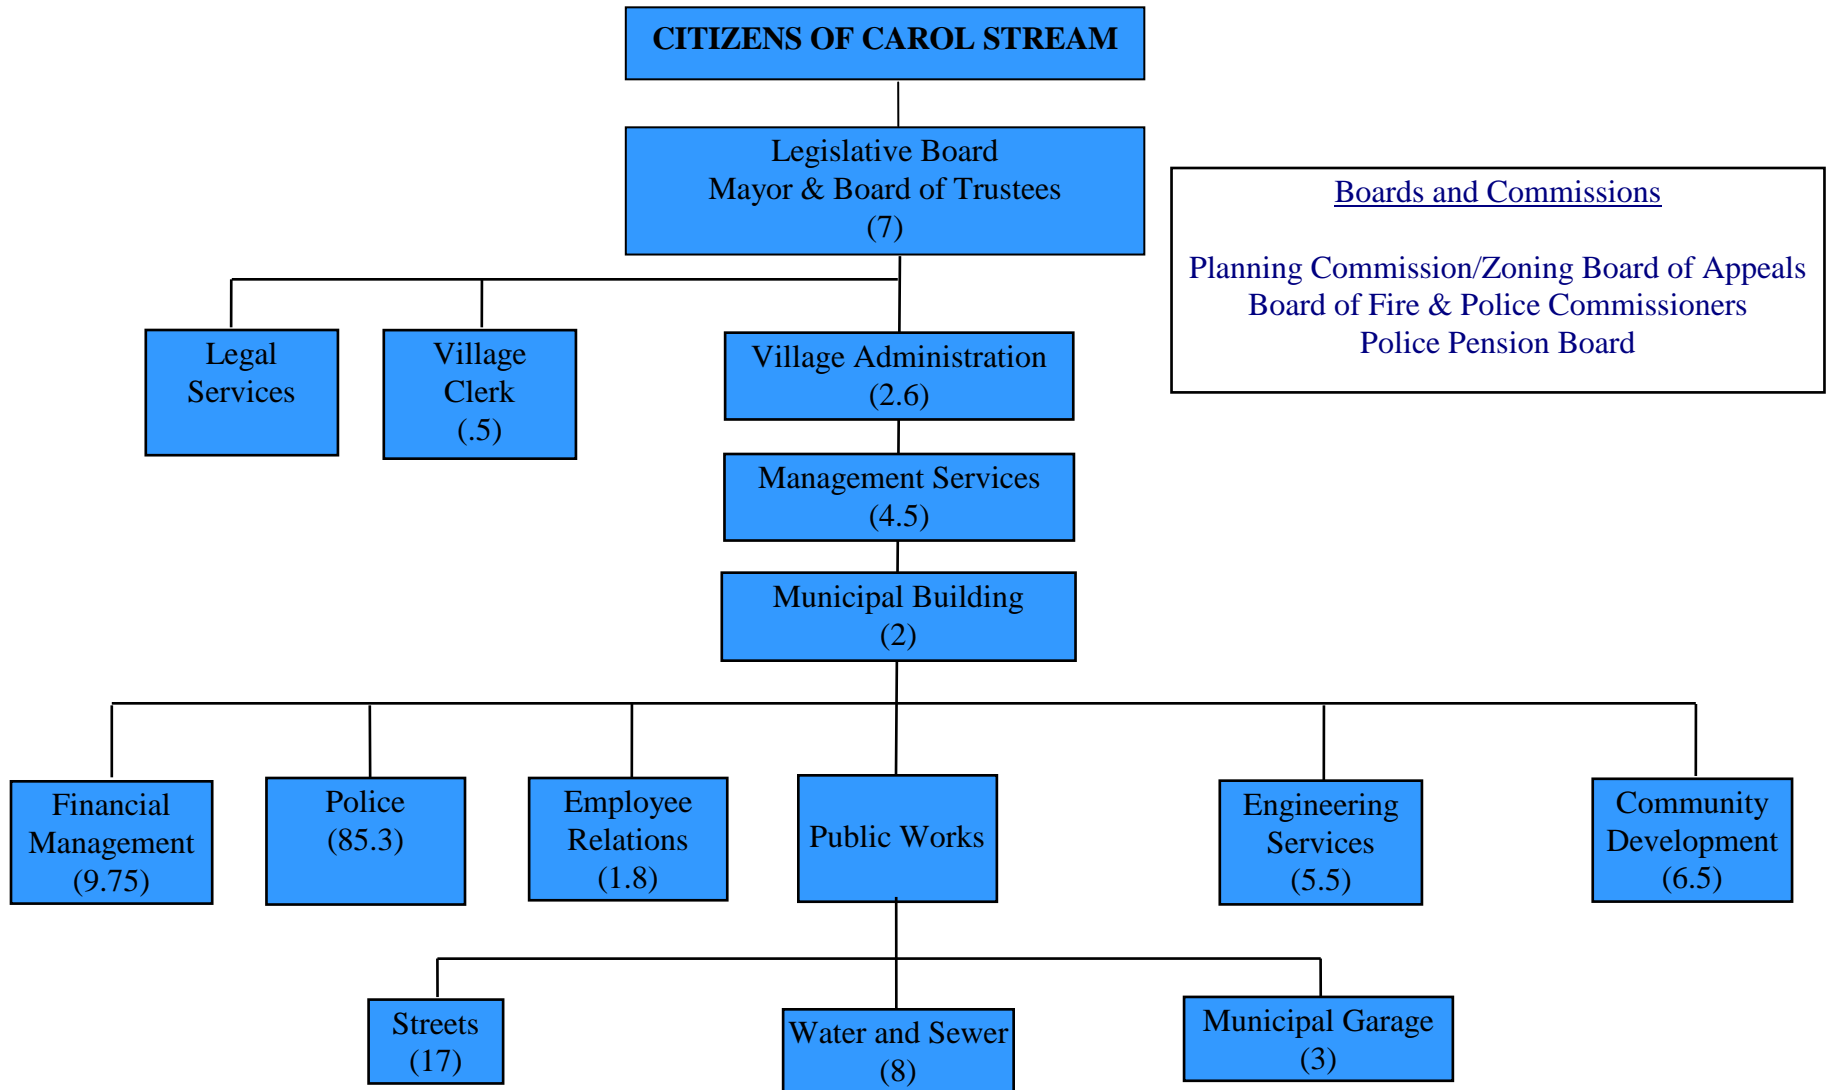 CITIZENS OF CAROL STREAM
Legislative Board
Mayor & Board of Trustees
(7)
Boards and Commissions
Planning Commission/Zoning Board of Appeals
Board of Fire & Police Commissioners
Police Pension Board
Legal
Services
Village
Clerk
(.5)
Village Administration
(2.6)
Management Services
(4.5)
Municipal Building
(2)
Financial
Management
(9.75)
Police
(85.3)
Employee
Relations
(1.8)
Public Works
Engineering
Services
(5.5)
Community
Development
(6.5)
Streets
(17)
Water and Sewer
(8)
Municipal Garage
(3)